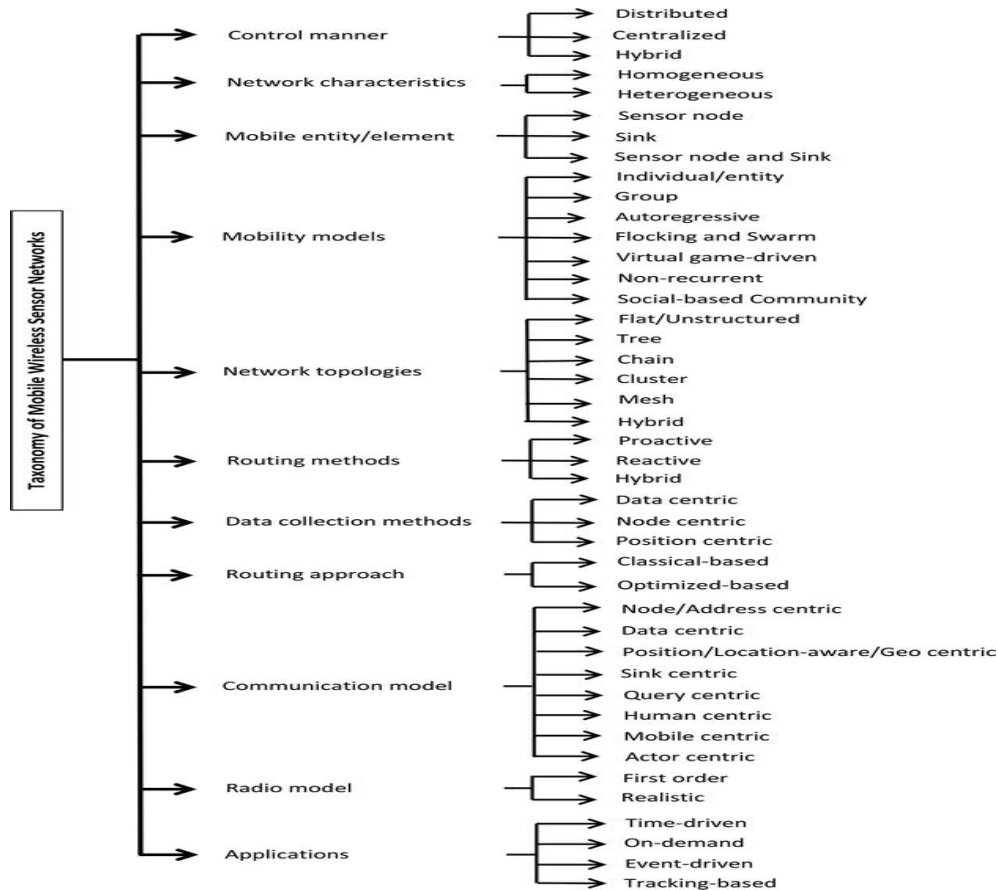 Taxonomy of Mobile Wireless Sensor Networks
Control manner
Distributed
Centralized
Hybrid
Network characteristics
Homogeneous
Heterogeneous
Mobile entity/element
Sensor node
Sink
Sensor node and Sink
Mobility models
Individual/entity
Group
Autoregressive
Flocking and Swarm
Virtual game-driven
Non-recurrent
Social-based Community
Network topologies
Flat/Unstructured
Tree
Chain
Cluster
Mesh
Hybrid
Routing methods
Proactive
Reactive
Hybrid
Data collection methods
Data centric
Node centric
Position centric
Routing approach
Classical-based
Optimized-based
Communication model
Node/Address centric
Data centric
Position/Location-aware/Geo centric
Sink centric
Query centric
Human centric
Mobile centric
Actor centric
Radio model
First order
Realistic
Applications
Time-driven
On-demand
Event-driven
Tracking-based